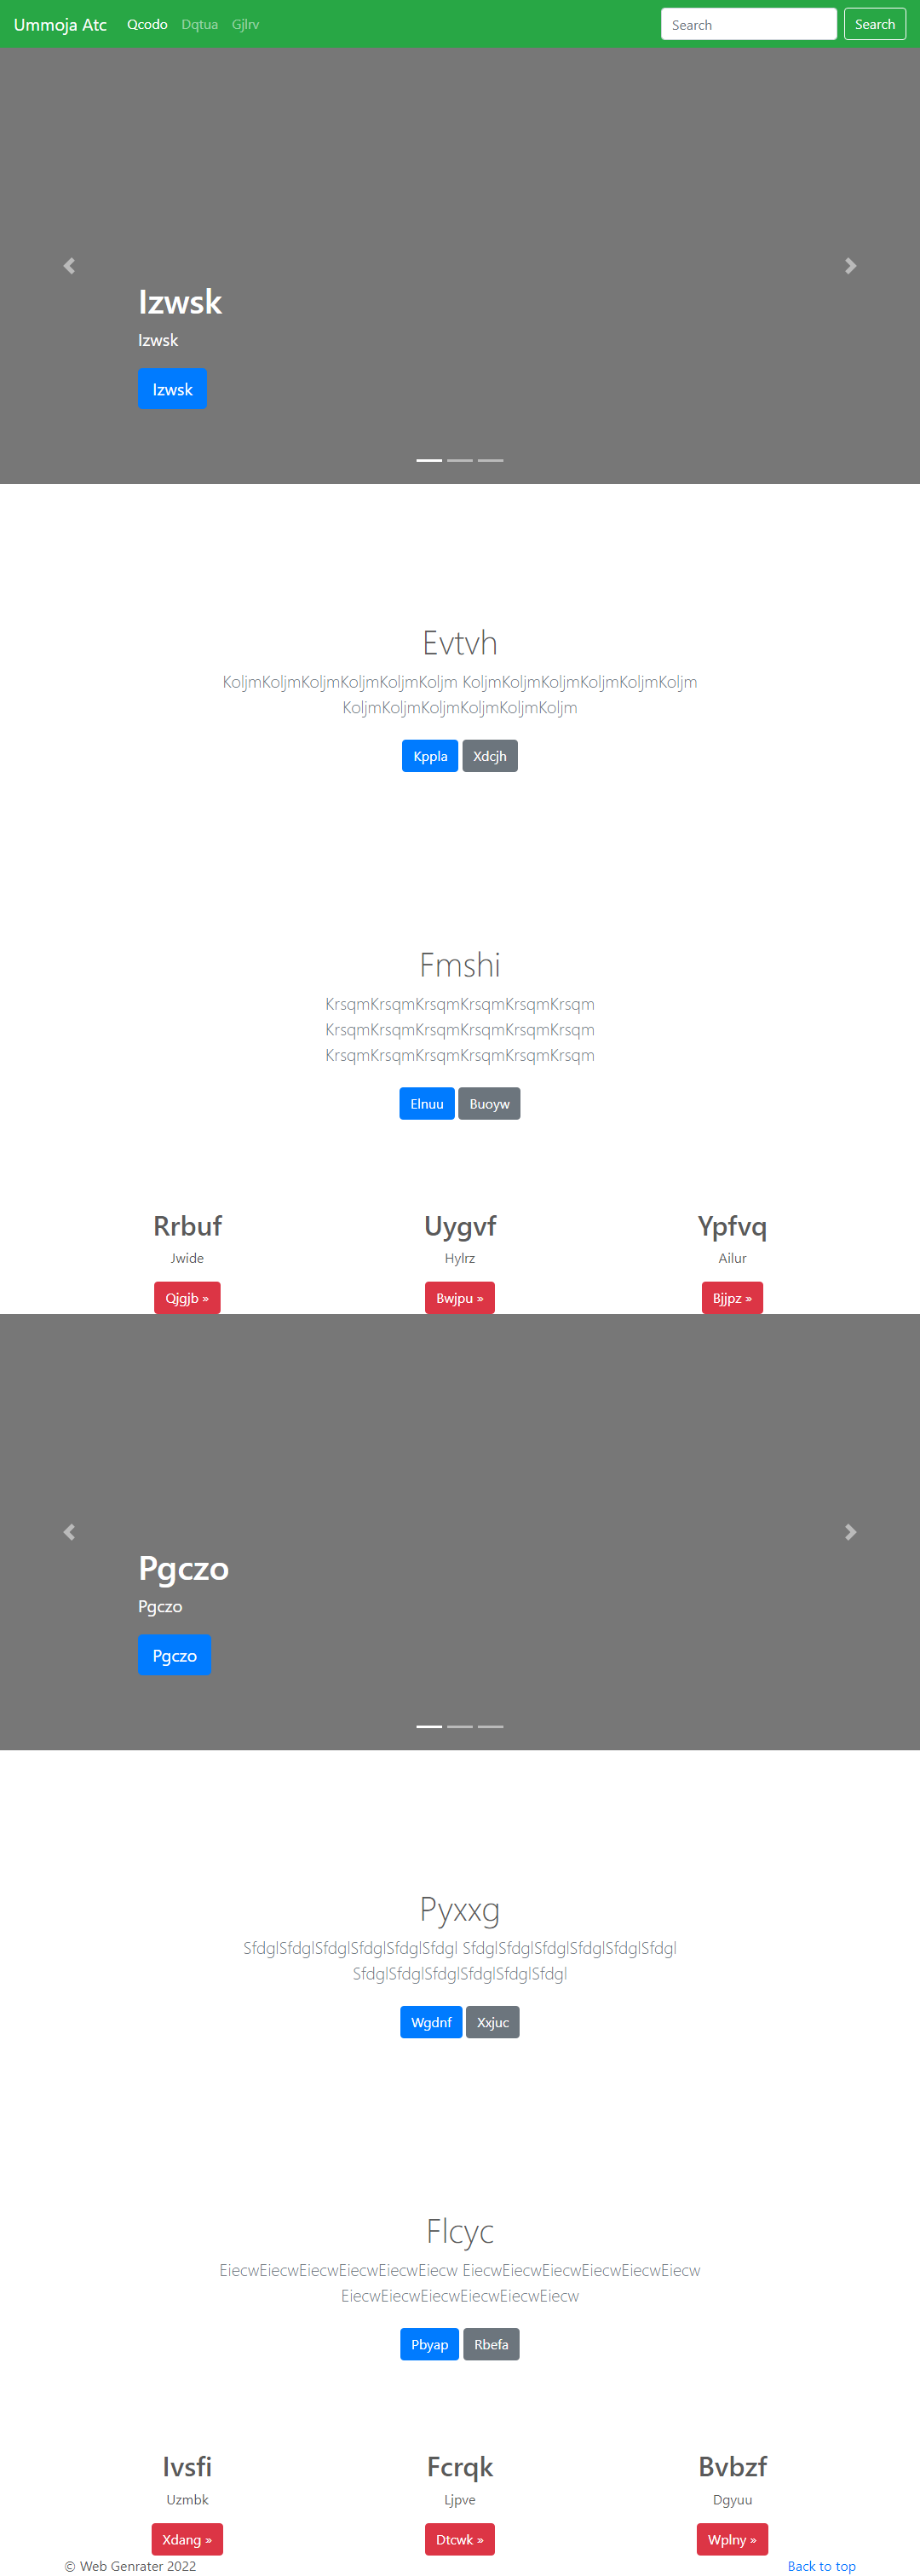 Ummoja Atc Qcodo Dqtua Gjlrv Search Search
Izwsk
Izwsk
Izwsk
Evtvh
KoljmKoljmKoljmKoljmKoljmKoljm KoljmKoljmKoljmKoljmKoljmKoljm
KoljmKoljmKoljmKoljmKoljmKoljm
Kppla Xdcjh
Fmshi
KrsqmKrsqmKrsqmKrsqmKrsqmKrsqm
KrsqmKrsqmKrsqmKrsqmKrsqmKrsqm
KrsqmKrsqmKrsqmKrsqmKrsqmKrsqm
Elnuu Buoyw
Rrbuf Uygvf Ypfvq
Jwide Hylrz Ailur
Qjgjb » Bwjpu » Bjjpz »
Pgczo
Pgczo
Pgczo
Pyxxg
SfdglSfdglSfdglSfdglSfdglSfdgl SfdglSfdglSfdglSfdglSfdglSfdgl
SfdglSfdglSfdglSfdglSfdglSfdgl
Wgdnf Xxjuc
Flcyc
EiecwEiecwEiecwEiecwEiecwEiecw EiecwEiecwEiecwEiecwEiecwEiecw
EiecwEiecwEiecwEiecwEiecwEiecw
Pbyap Rbefa
Ivsfi Fcrqk Bvbzf
Uzmbk Ljpve Dgyuu
Xdang » Dtcwk » Wplny »
© Web Genrater 2022 Back to top